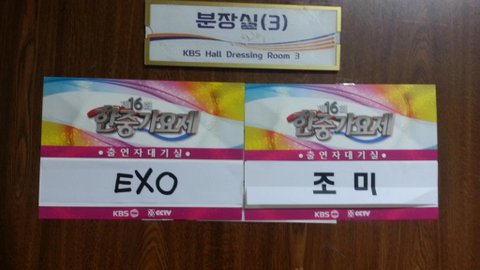 분장실(3)
KBS Hall Dressing Room 3
제16회
한중가요제
• 출연자대기실 •
EXO
KBS CCTV
제16회
한중가요제
• 출연자대기실 •
조미
KBS CCTV